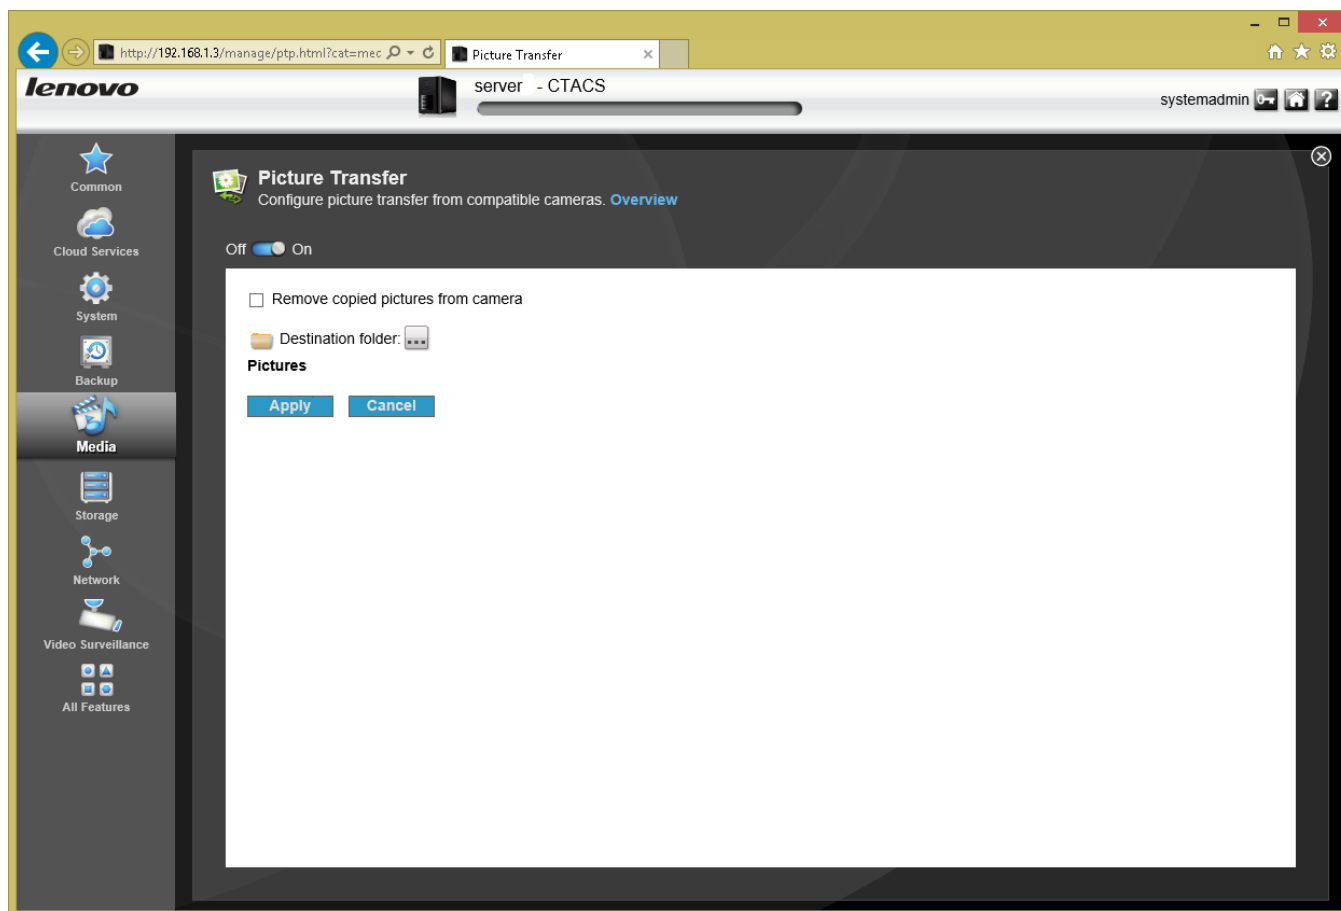 http://192.168.1.3/manage/ptp.html?cat=mec
Picture Transfer
lenovo
server - CTACS
systemadmin
?
Common
Cloud Services
System
Backup
Media
Storage
Network
Video Surveillance
All Features
Picture Transfer
Configure picture transfer from compatible cameras. Overview
Off On
Remove copied pictures from camera
Destination folder: ...
Pictures
Apply Cancel